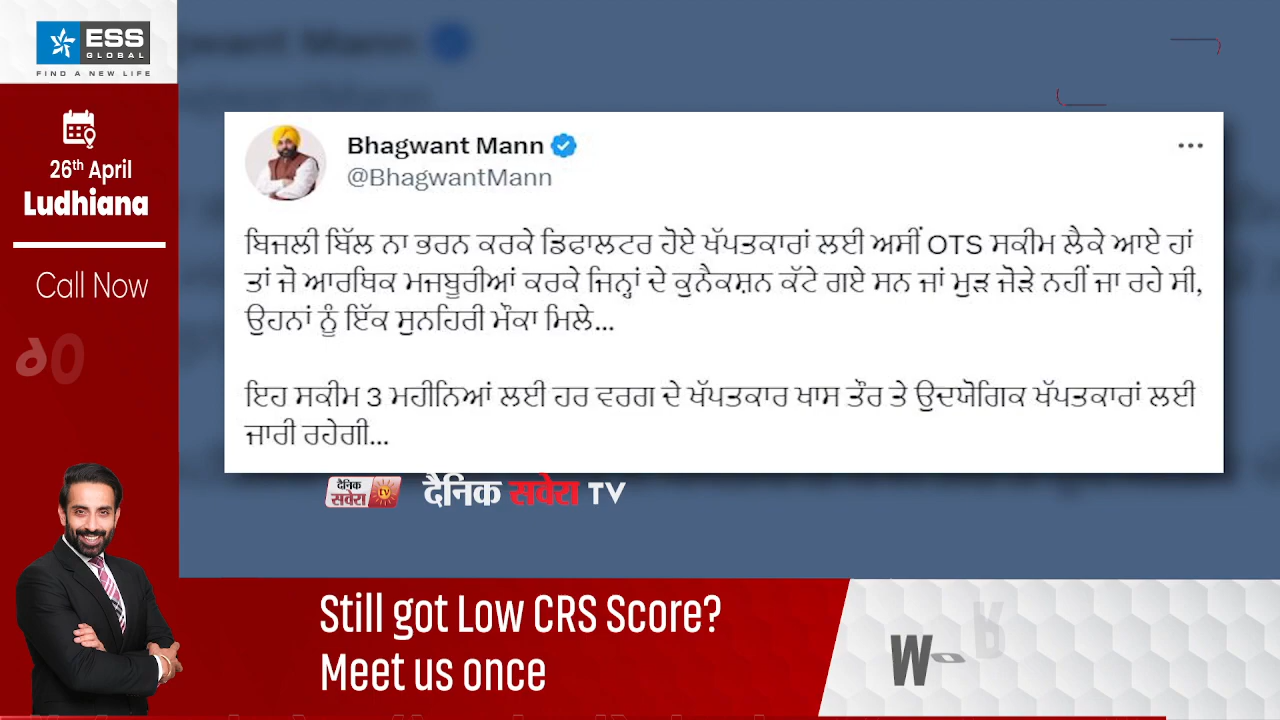 ESS
GLOBAL
FIND A NEW LIFE
26th April
Ludhiana
Call Now
Bhagwant Mann
@BhagwantMann
ਬਿਜਲੀ ਬਿੱਲ ਨਾ ਭਰਨ ਕਰਕੇ ਡਿਫਾਲਟਰ ਹੋਏ ਖੱਪਤਕਾਰਾਂ ਲਈ ਅਸੀਂ OTS ਸਕੀਮ ਲੈਕੇ ਆਏ ਹਾਂ
ਤਾਂ ਜੋ ਆਰਥਿਕ ਮਜਬੂਰੀਆਂ ਕਰਕੇ ਜਿਨ੍ਹਾਂ ਦੇ ਕੁਨੈਕਸ਼ਨ ਕੱਟੇ ਗਏ ਸਨ ਜਾਂ ਮੁੜ ਜੋੜੇ ਨਹੀਂ ਜਾ ਰਹੇ ਸੀ,
ਉਹਨਾਂ ਨੂੰ ਇੱਕ ਸੁਨਹਿਰੀ ਮੌਕਾ ਮਿਲੇ...
ਇਹ ਸਕੀਮ 3 ਮਹੀਨਿਆਂ ਲਈ ਹਰ ਵਰਗ ਦੇ ਖੱਪਤਕਾਰ ਖਾਸ ਤੌਰ ਤੇ ਉਦਯੋਗਿਕ ਖੱਪਤਕਾਰਾਂ ਲਈ
ਜਾਰੀ ਰਹੇਗੀ...
दैनिक
सवेरा TV
दैनिक सवेरा TV
Still got Low CRS Score?
Meet us once